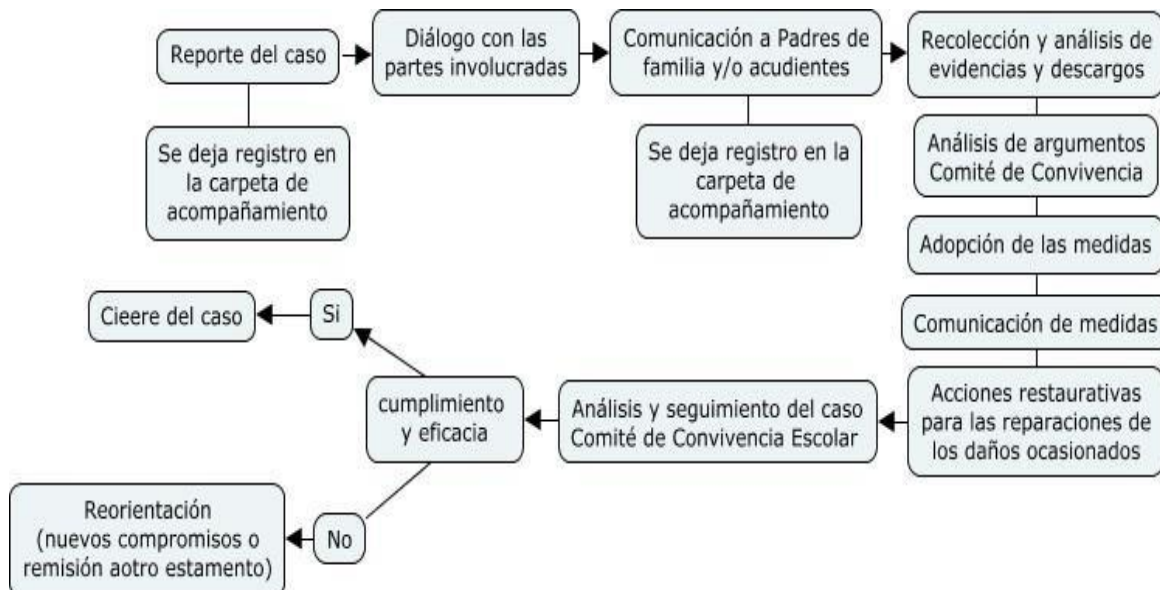 Reporte del caso
Diálogo con las
partes involucradas
Comunicación a Padres de
familia y/o acudientes
Recolección y análisis de
evidencias y descargos
Se deja registro en
la carpeta de
acompañamiento
Se deja registro en la
carpeta de
acompañamiento
Análisis de argumentos
Comité de Convivencia
Adopción de las medidas
Comunicación de medidas
Acciones restaurativas
para las reparaciones de
los daños ocasionados
Análisis y seguimiento del caso
Comité de Convivencia Escolar
cumplimiento
y eficacia
Si
Cieere del caso
No
Reorientación
(nuevos compromisos o
remisión aotro estamento)